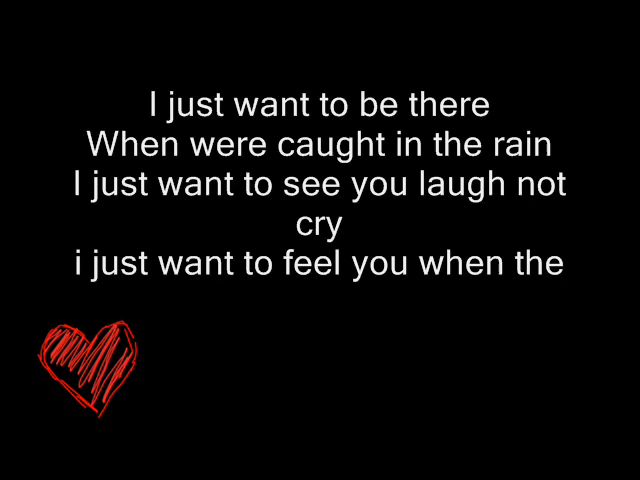 I just want to be there
When were caught in the rain
I just want to see you laugh not
cry
i just want to feel you when the